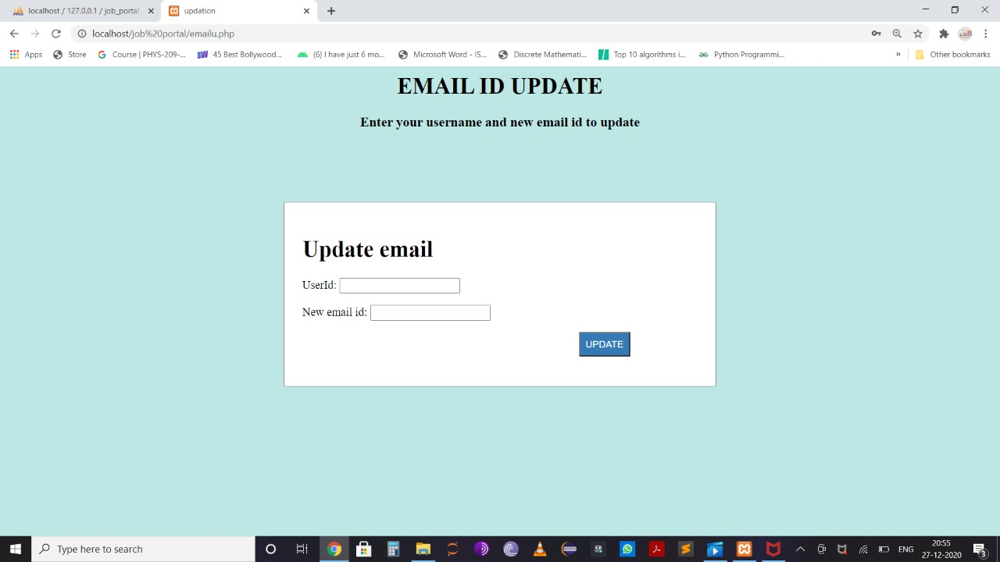 localhost / 127.0.0.1 / job_portal
updation
localhost/job%20portal/emailu.php
Apps
Store
Course | PHYS-209-...
45 Best Bollywood...
(6) I have just 6 mo...
Microsoft Word - IS...
Discrete Mathemati...
Top 10 algorithms i...
Python Programmi...
»
Other bookmarks
EMAIL ID UPDATE
Enter your username and new email id to update
Update email
UserId:
New email id:
UPDATE
Type here to search
ENG
20:55
27-12-2020
3